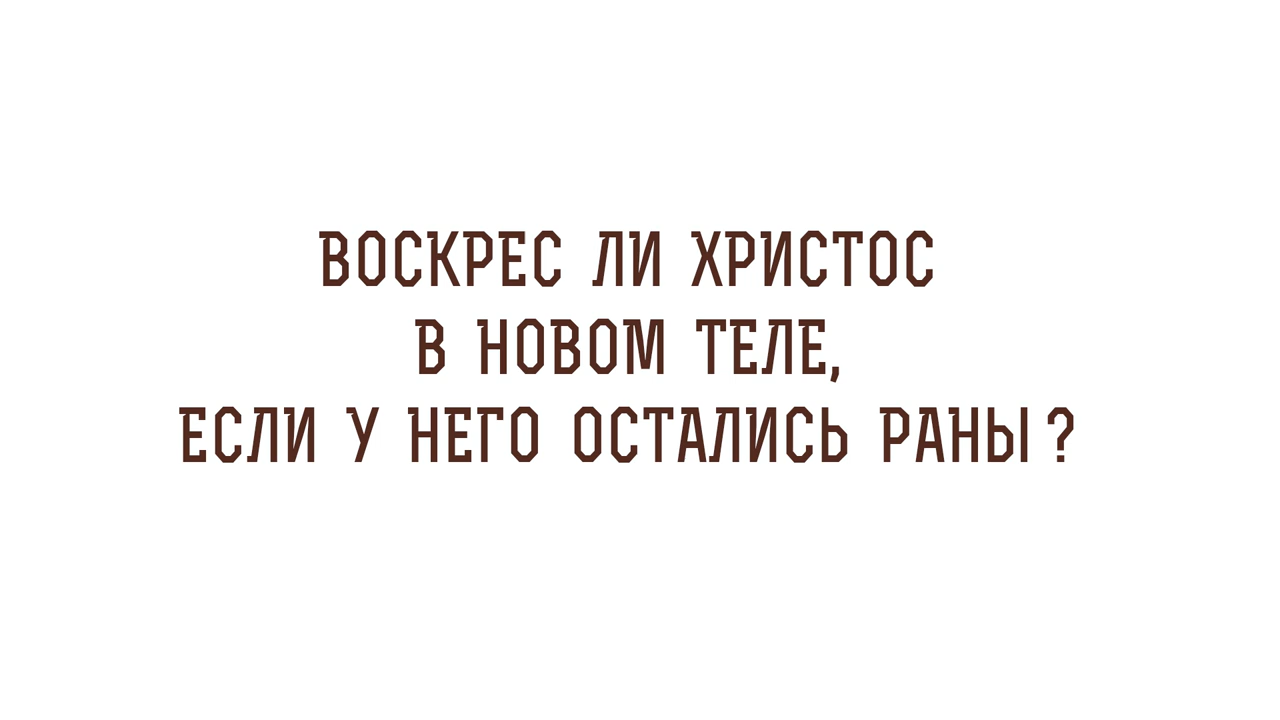 ВОСКРЕС ЛИ ХРИСТОС
В НОВОМ ТЕЛЕ,
ЕСЛИ У НЕГО ОСТАЛИСЬ РАНЫ?